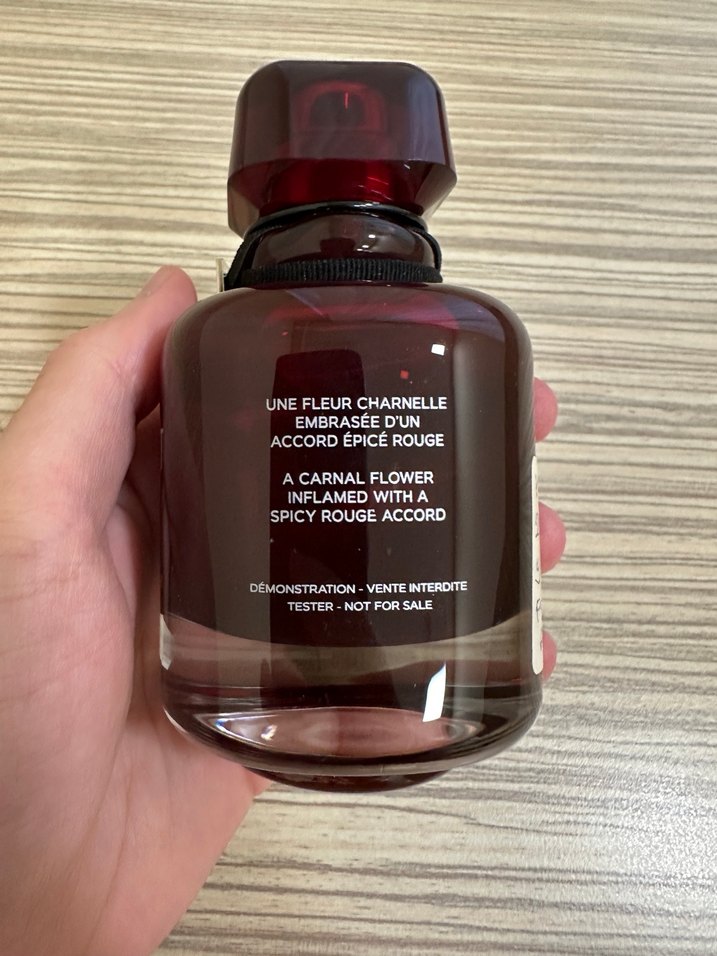 UNE FLEUR CHARNELLE
EMBRASÉE D'UN
ACCORD ÉPICÉ ROUGE
A CARNAL FLOWER
INFLAMED WITH A
SPICY ROUGE ACCORD
DÉMONSTRATION - VENTE INTERDITE
TESTER - NOT FOR SALE